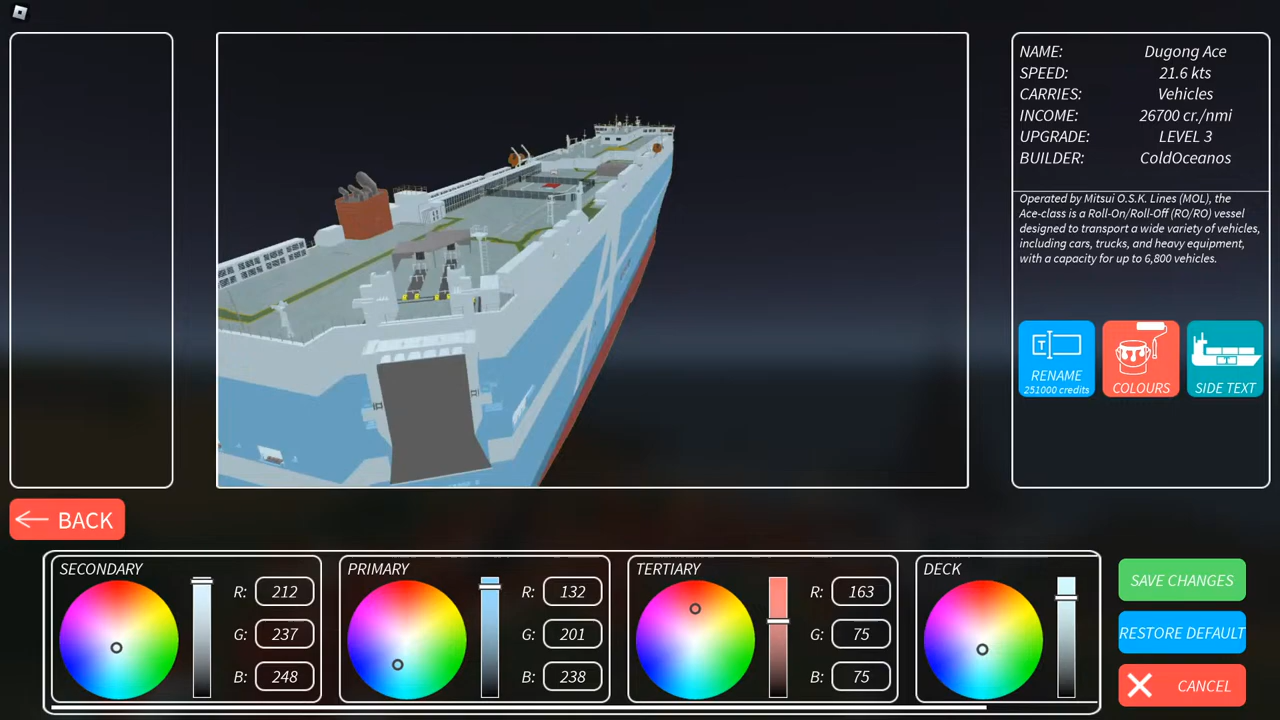 NAME: Dugong Ace
SPEED: 21.6 kts
CARRIES: Vehicles
INCOME: 26700 cr./nmi
UPGRADE: LEVEL 3
BUILDER: ColdOceanos
Operated by Mitsui O.S.K. Lines (MOL), the
Ace-class is a Roll-On/Roll-Off (RO/RO) vessel
designed to transport a wide variety of vehicles,
including cars, trucks, and heavy equipment,
with a capacity for up to 6,800 vehicles.
RENAME
251000 credits
COLOURS
SIDE TEXT
BACK
SECONDARY
R: 212
G: 237
B: 248
PRIMARY
R: 132
G: 201
B: 238
TERTIARY
R: 163
G: 75
B: 75
DECK
SAVE CHANGES
RESTORE DEFAULT
CANCEL